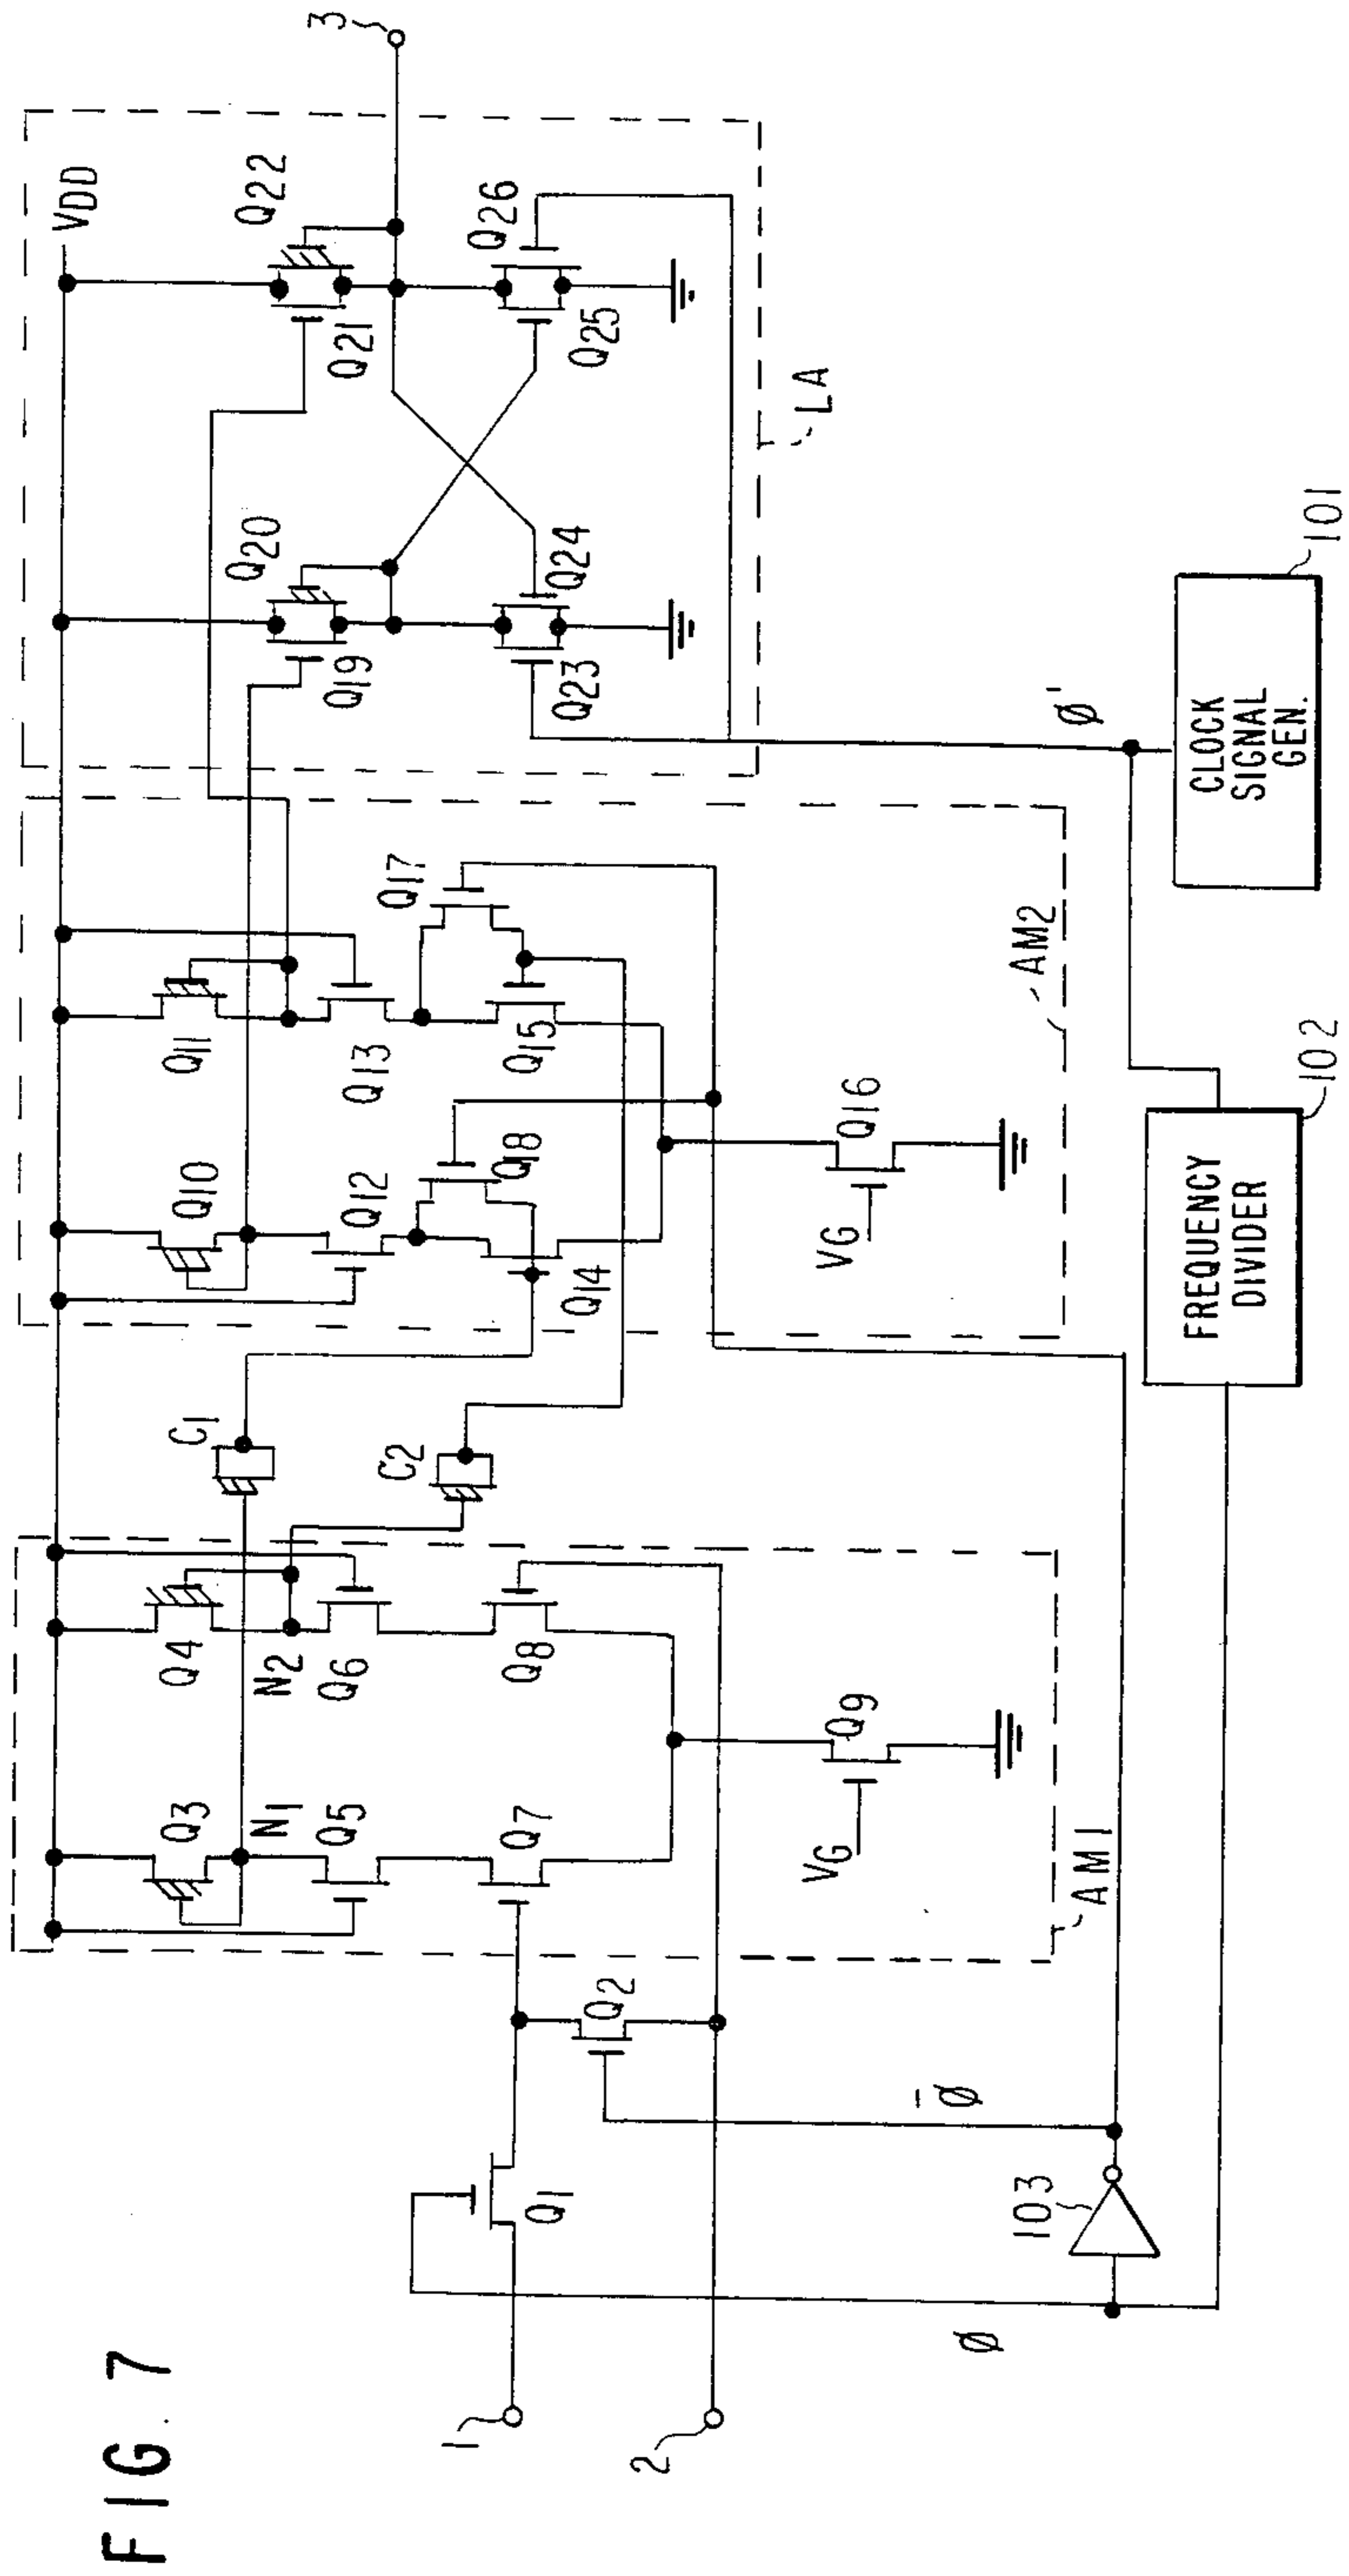 FIG. 7
VDD
3
Q22
Q21
Q26
Q25
Q20
Q19
Q24
Q23
LA
Q11
Q13
Q17
Q15
Q10
Q12
Q18
Q14
Q16
VG
AM2
C1
C2
Q4
N2
Q6
Q8
Q3
N1
Q5
Q7
Q9
VG
AM1
Q2
Q1
1
2
Ø
Ø̅
Ø'
103
CLOCK
SIGNAL
GEN.
101
FREQUENCY
DIVIDER
102